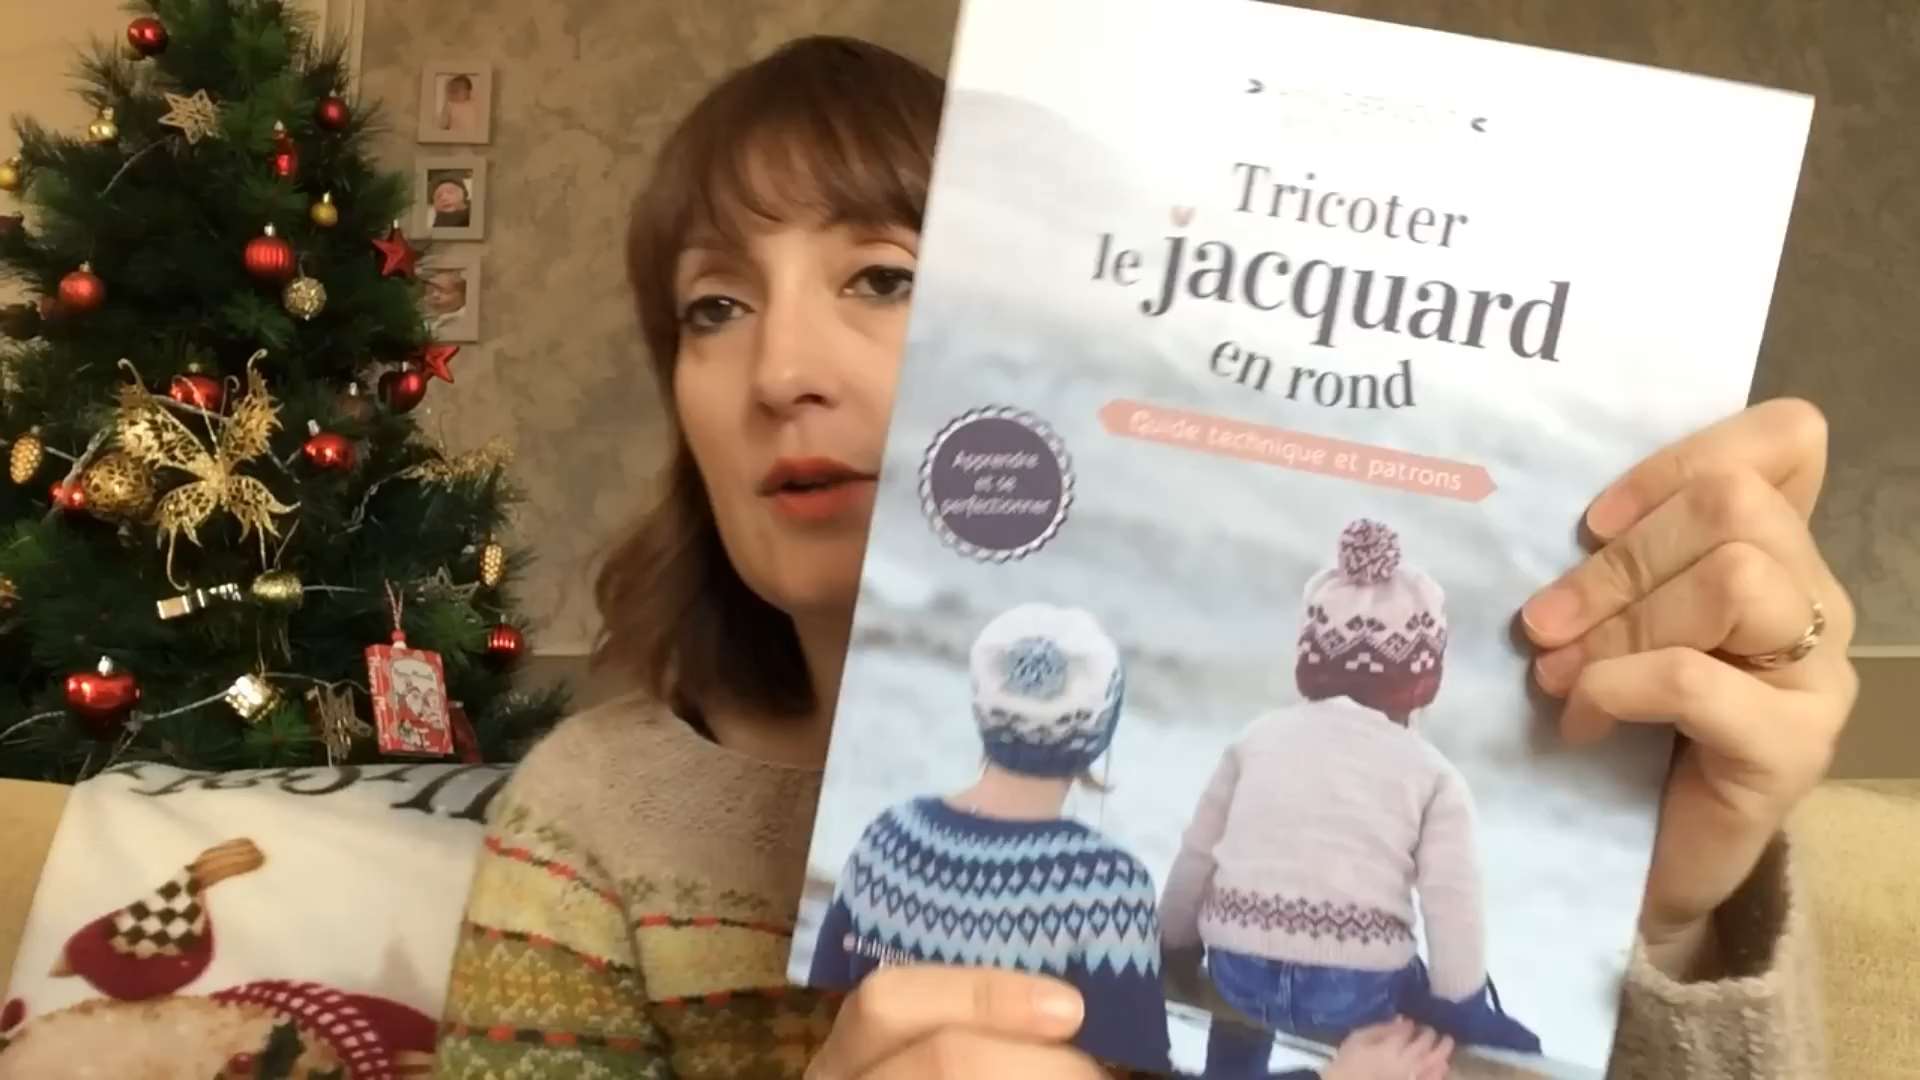 Tricoter
le jacquard
en rond
Guide technique et patrons
Apprendre
et se
perfectionner